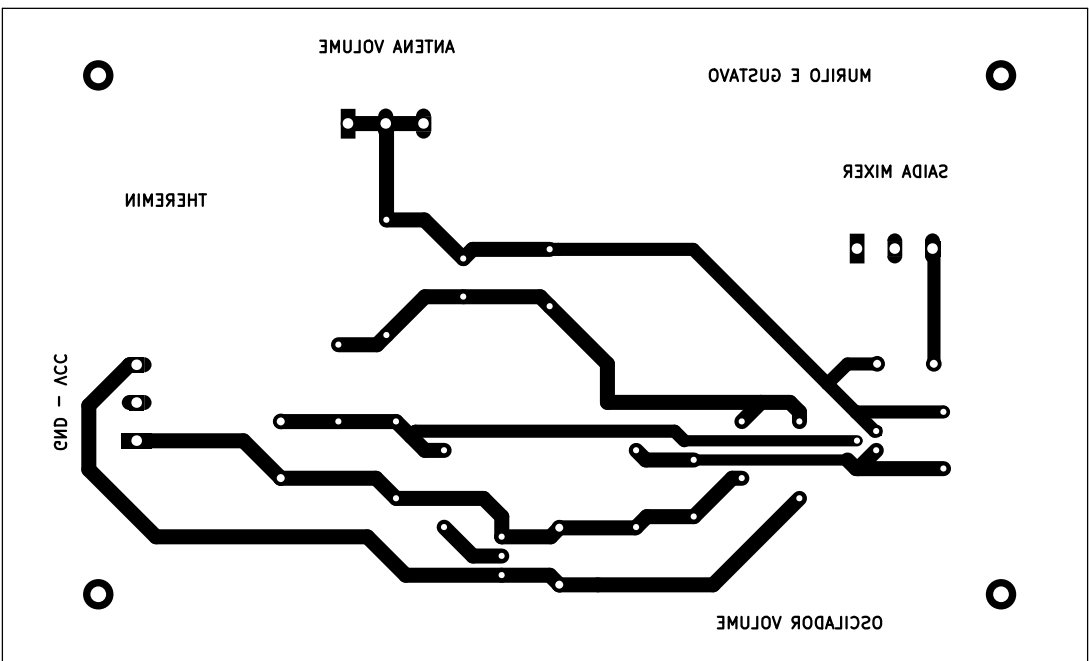 ANTENA VOLUME
MURILO E GUSTAVO
SAIDA MIXER
THEREMIN
GND - VCC
OSCILADOR VOLUME